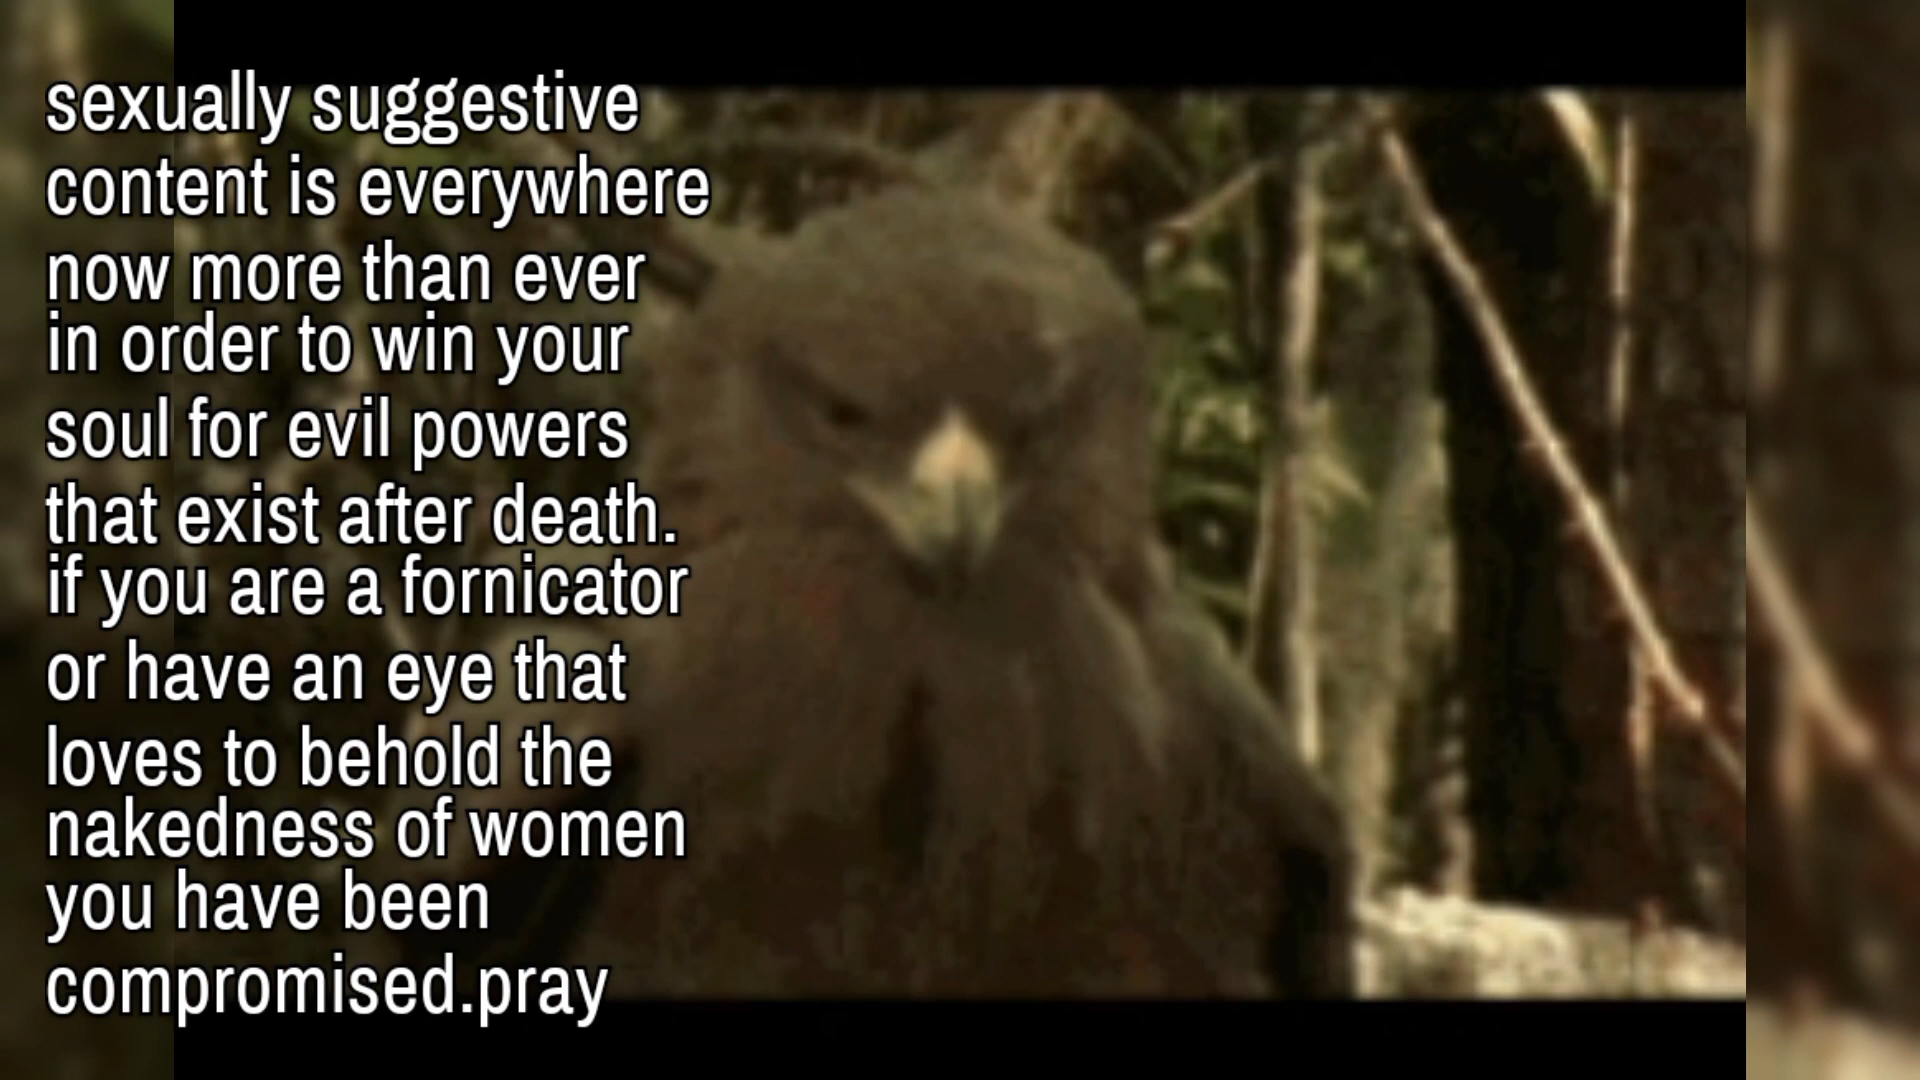 sexually suggestive
content is everywhere
now more than ever
in order to win your
soul for evil powers
that exist after death.
if you are a fornicator
or have an eye that
loves to behold the
nakedness of women
you have been
compromised.pray